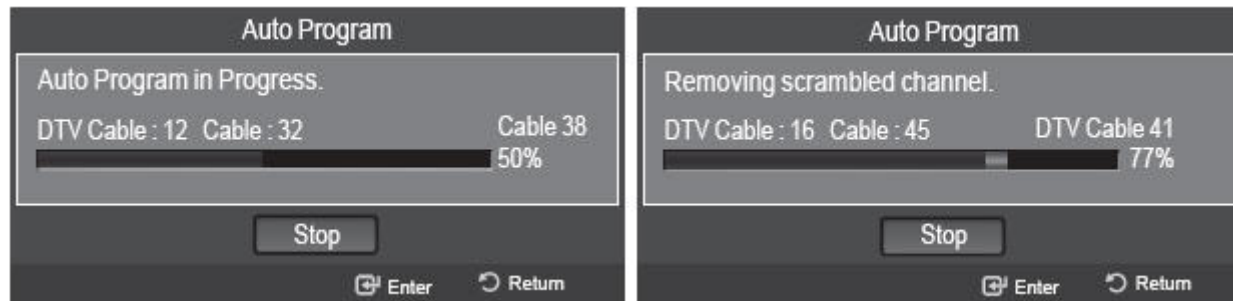 Auto Program
Auto Program in Progress.
DTV Cable : 12 Cable : 32
Cable 38
50%
Stop
Enter Return
Auto Program
Removing scrambled channel.
DTV Cable : 16 Cable : 45
DTV Cable 41
77%
Stop
Enter Return